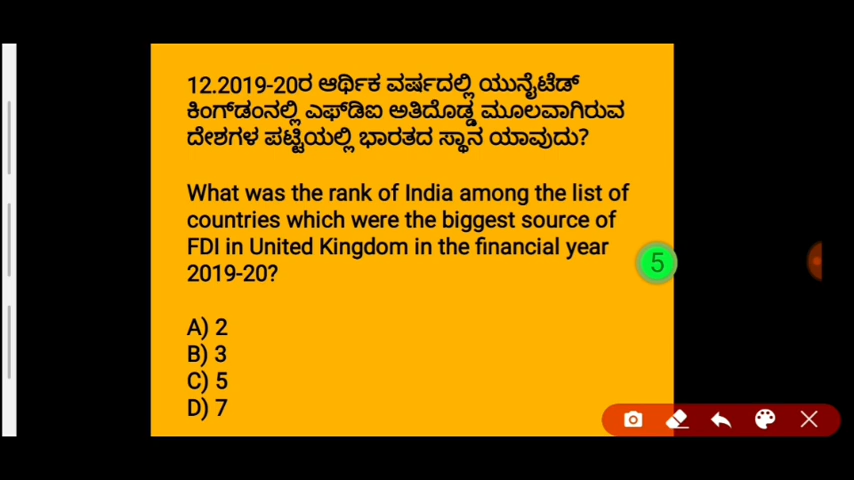 12.2019-20ರ ಆರ್ಥಿಕ ವರ್ಷದಲ್ಲಿ ಯುನೈಟೆಡ್
ಕಿಂಗ್‌ಡಂನಲ್ಲಿ ಎಫ್‌ಡಿಐ ಅತಿದೊಡ್ಡ ಮೂಲವಾಗಿರುವ
ದೇಶಗಳ ಪಟ್ಟಿಯಲ್ಲಿ ಭಾರತದ ಸ್ಥಾನ ಯಾವುದು?
What was the rank of India among the list of
countries which were the biggest source of
FDI in United Kingdom in the financial year
2019-20?
5
A) 2
B) 3
C) 5
D) 7